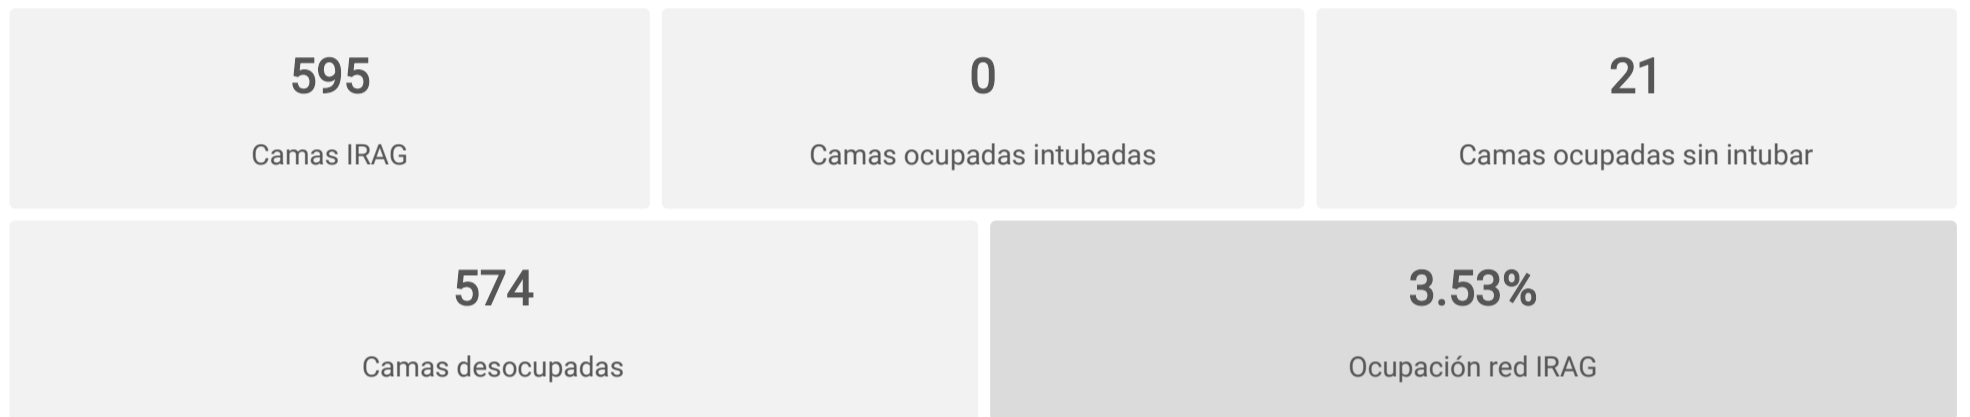 595
Camas IRAG
0
Camas ocupadas intubadas
21
Camas ocupadas sin intubar
574
Camas desocupadas
3.53%
Ocupación red IRAG